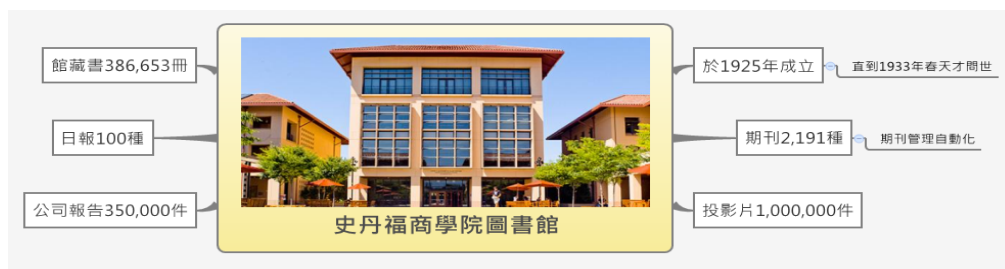 館藏書386,653冊
日報100種
公司報告350,000件
史丹福商學院圖書館
於1925年成立
直到1933年春天才問世
期刊2,191種
期刊管理自動化
投影片1,000,000件